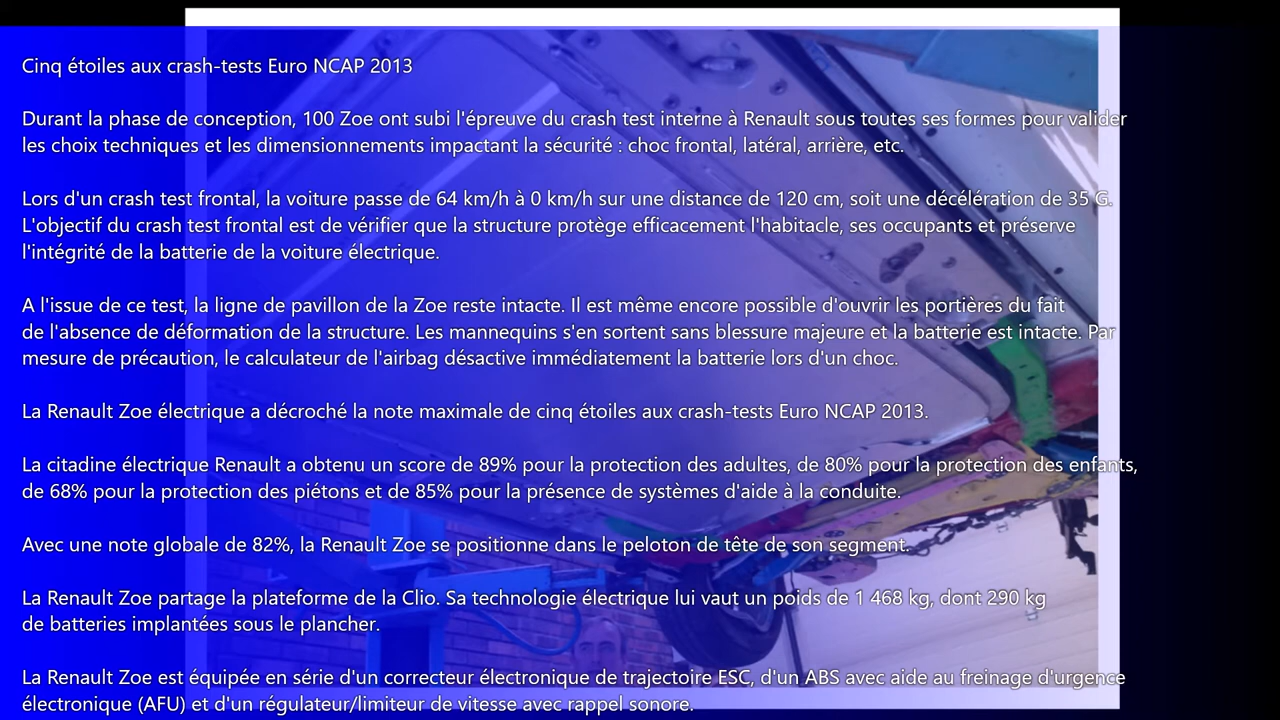 Cinq étoiles aux crash-tests Euro NCAP 2013
Durant la phase de conception, 100 Zoe ont subi l'épreuve du crash test interne à Renault sous toutes ses formes pour valider
les choix techniques et les dimensionnements impactant la sécurité : choc frontal, latéral, arrière, etc.
Lors d'un crash test frontal, la voiture passe de 64 km/h à 0 km/h sur une distance de 120 cm, soit une décélération de 35 G.
L'objectif du crash test frontal est de vérifier que la structure protège efficacement l'habitacle, ses occupants et préserve
l'intégrité de la batterie de la voiture électrique.
A l'issue de ce test, la ligne de pavillon de la Zoe reste intacte. Il est même encore possible d'ouvrir les portières du fait
de l'absence de déformation de la structure. Les mannequins s'en sortent sans blessure majeure et la batterie est intacte. Par
mesure de précaution, le calculateur de l'airbag désactive immédiatement la batterie lors d'un choc.
La Renault Zoe électrique a décroché la note maximale de cinq étoiles aux crash-tests Euro NCAP 2013.
La citadine électrique Renault a obtenu un score de 89% pour la protection des adultes, de 80% pour la protection des enfants,
de 68% pour la protection des piétons et de 85% pour la présence de systèmes d'aide à la conduite.
Avec une note globale de 82%, la Renault Zoe se positionne dans le peloton de tête de son segment.
La Renault Zoe partage la plateforme de la Clio. Sa technologie électrique lui vaut un poids de 1 468 kg, dont 290 kg
de batteries implantées sous le plancher.
La Renault Zoe est équipée en série d'un correcteur électronique de trajectoire ESC, d'un ABS avec aide au freinage d'urgence
électronique (AFU) et d'un régulateur/limiteur de vitesse avec rappel sonore.